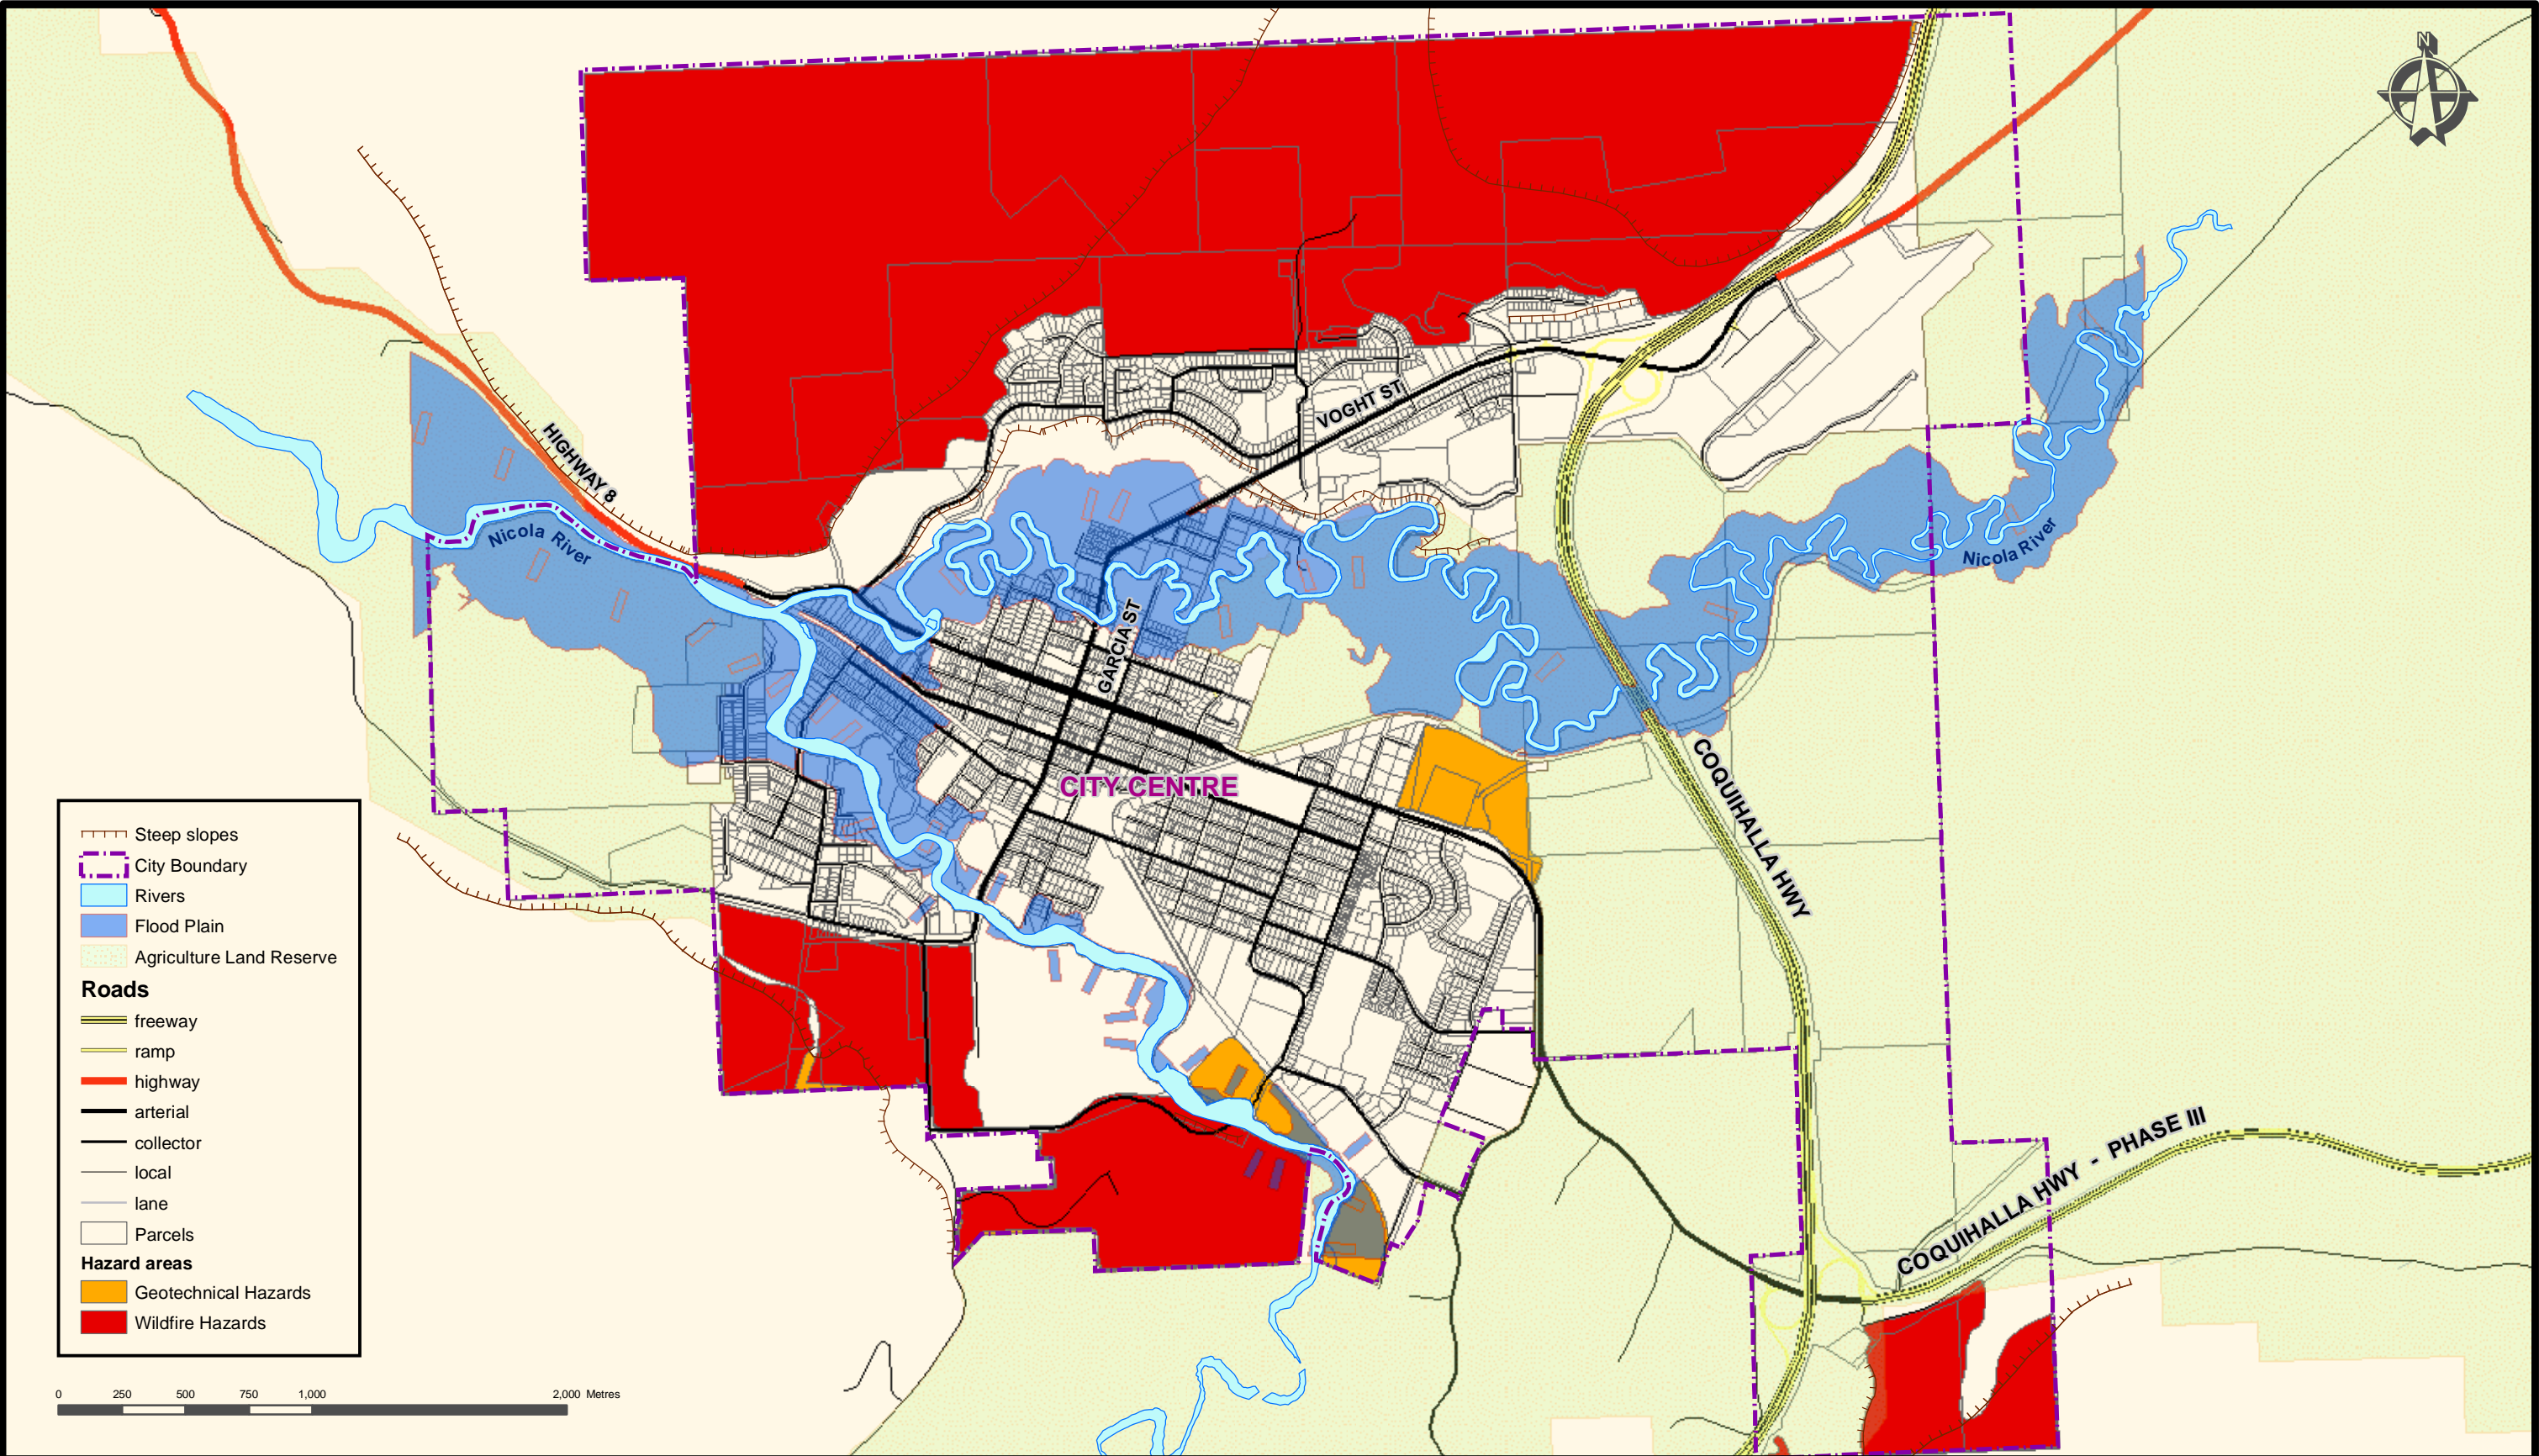 N
VOGHT ST
HIGHWAY 8
Nicola River
Nicola River
GARCIA ST
CITY CENTRE
COQUIHALLA HWY
COQUIHALLA HWY - PHASE III
Steep slopes
City Boundary
Rivers
Flood Plain
Agriculture Land Reserve
Roads
freeway
ramp
highway
arterial
collector
local
lane
Parcels
Hazard areas
Geotechnical Hazards
Wildfire Hazards
0 250 500 750 1,000 2,000 Metres